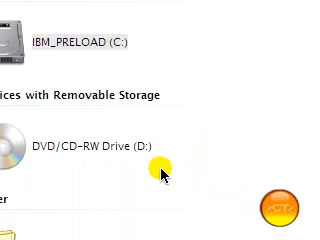 IBM_PRELOAD (C:)
ices with Removable Storage
DVD/CD-RW Drive (D:)
er